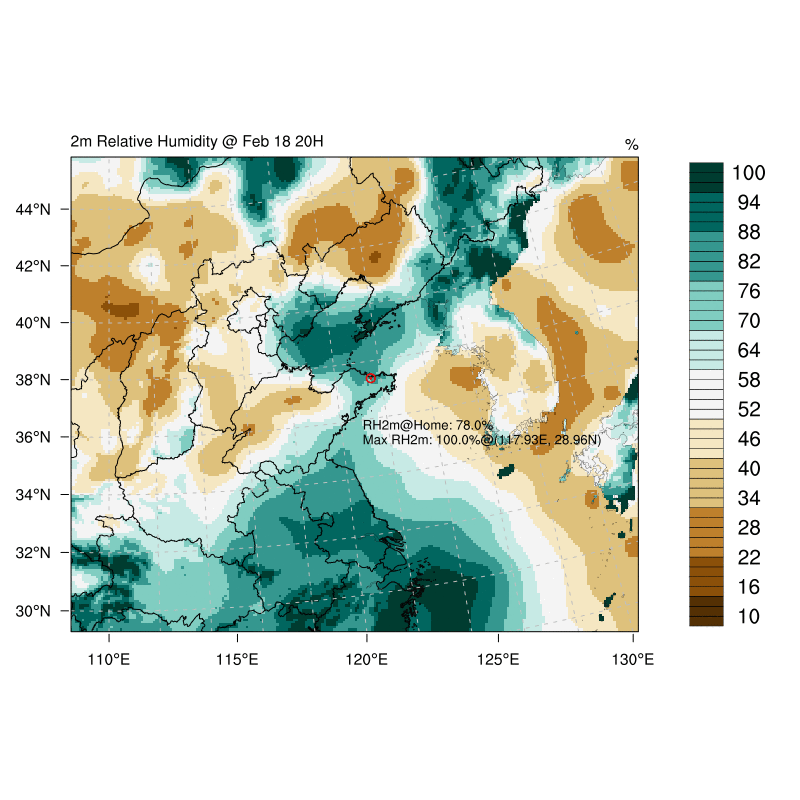 2m Relative Humidity @ Feb 18 20H
%
44°N
42°N
40°N
38°N
36°N
34°N
32°N
30°N
110°E
115°E
120°E
125°E
130°E
RH2m@Home: 78.0%
Max RH2m: 100.0%@(117.93E, 28.96N)
100
94
88
82
76
70
64
58
52
46
40
34
28
22
16
10